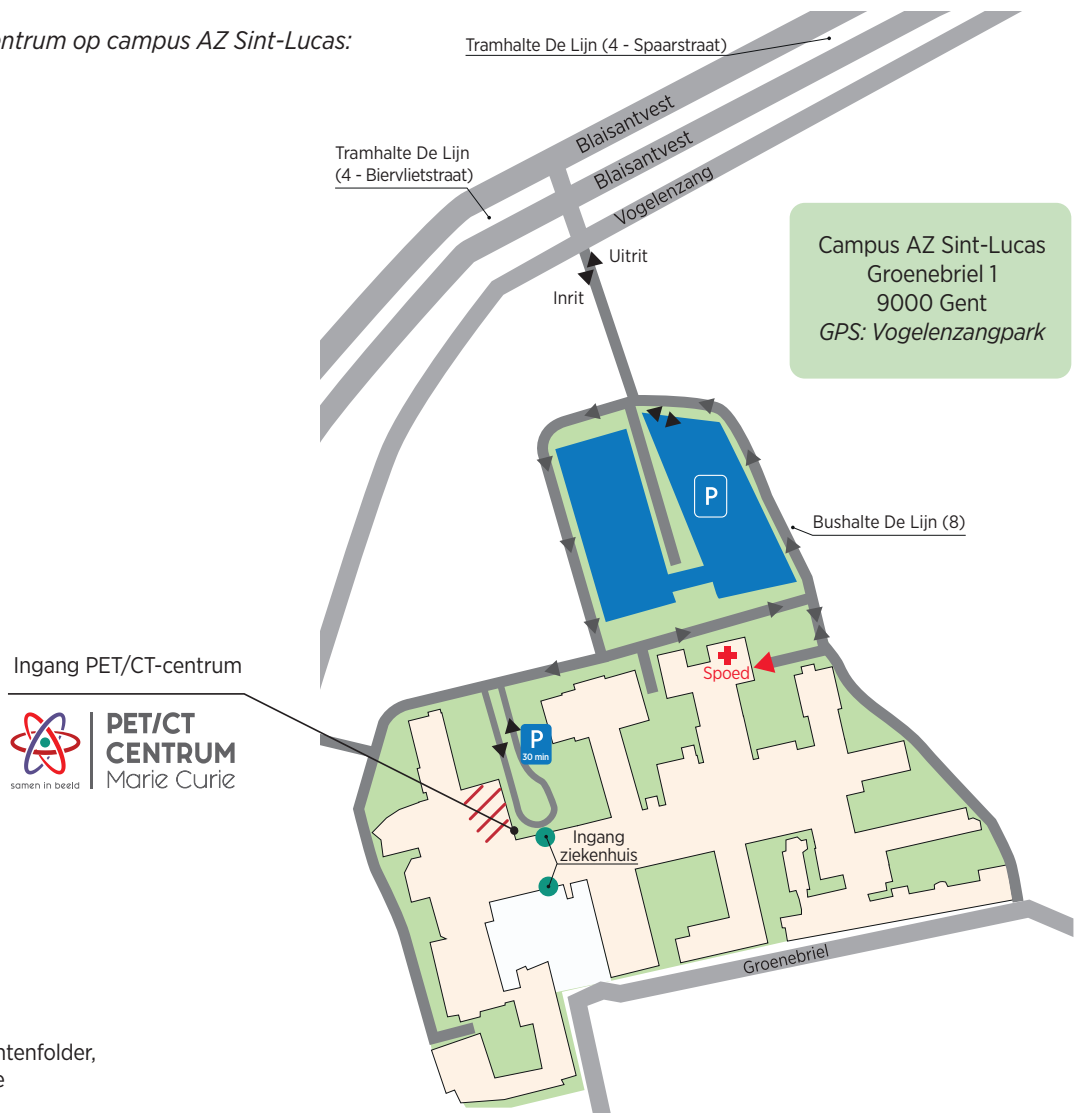 ntrum op campus AZ Sint-Lucas:
Tramhalte De Lijn (4 - Spaarstraat)
Blaisantvest
Tramhalte De Lijn
(4 - Biervlietstraat)
Blaisantvest
Vogelenzang
Campus AZ Sint-Lucas
Groenebriel 1
9000 Gent
GPS: Vogelenzangpark
Uitrit
Inrit
P
Bushalte De Lijn (8)
Ingang PET/CT-centrum
Spoed
PET/CT
CENTRUM
Marie Curie
samen in beeld
P
30 min
Ingang
ziekenhuis
Groenebriel
ntenfolder,
e